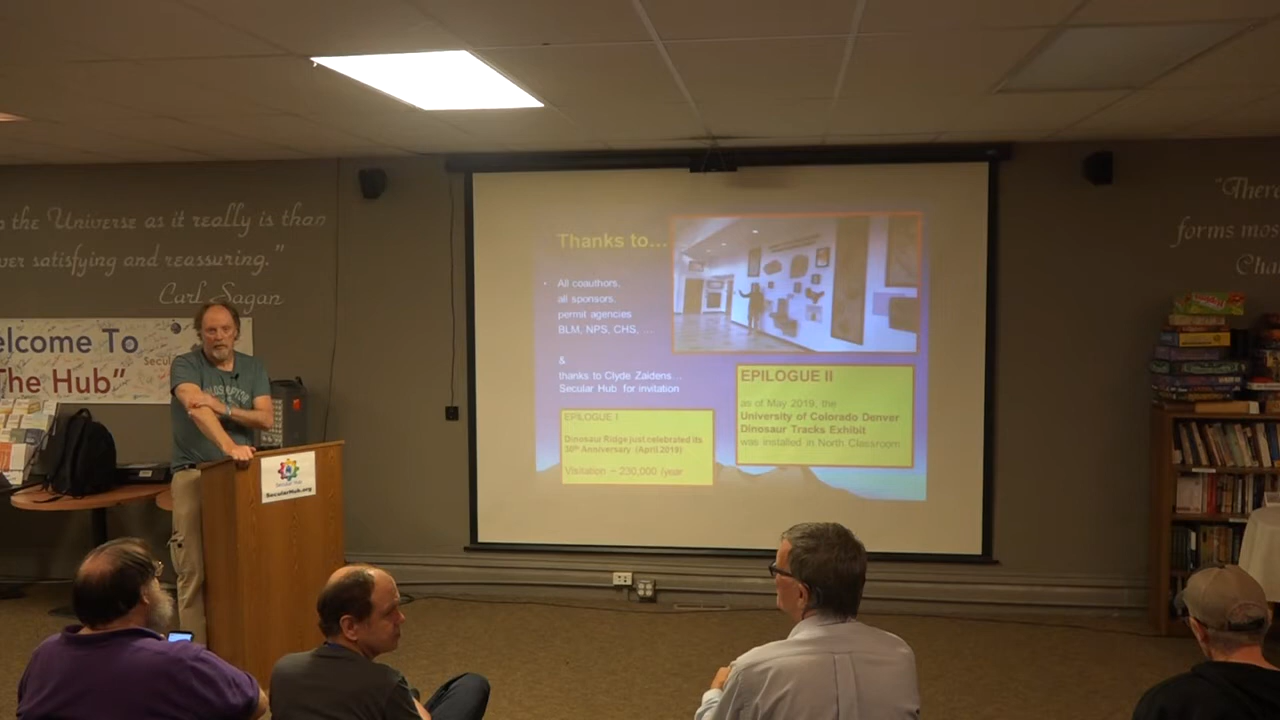 the Universe as it really is than
satisfying and reassuring."
Carl Sagan
elcome To
The Hub"
SecularHub.org
Thanks to...
All coauthors,
all sponsors,
permit agencies
BLM, NPS, CHS, ...
&
thanks to Clyde Zaidens...
Secular Hub for invitation
EPILOGUE I
Dinosaur Ridge just celebrated its
30th Anniversary (April 2019)
Visitation ~ 230,000 /year
EPILOGUE II
as of May 2019, the
University of Colorado Denver
Dinosaur Tracks Exhibit
was installed in North Classroom
"There
forms mos
Cha